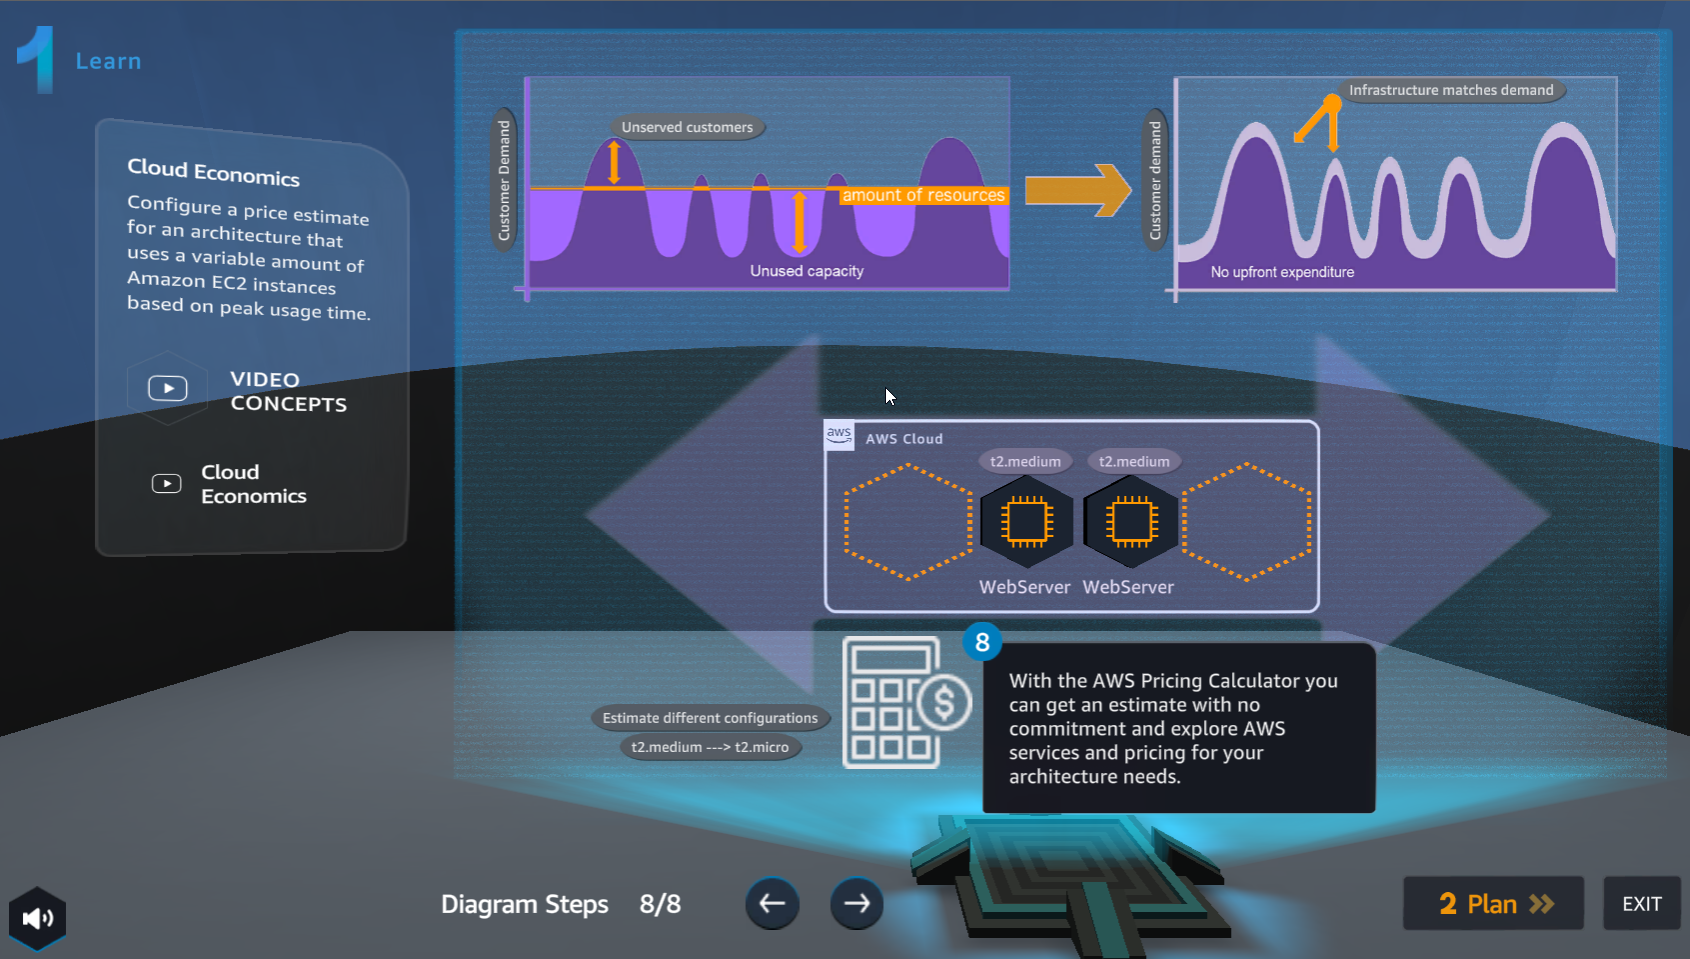 1 Learn
Cloud Economics
Configure a price estimate
for an architecture that
uses a variable amount of
Amazon EC2 instances
based on peak usage time.
VIDEO
CONCEPTS
Cloud
Economics
Customer Demand
Unserved customers
amount of resources
Unused capacity
Customer demand
Infrastructure matches demand
No upfront expenditure
aws
AWS Cloud
t2.medium
t2.medium
WebServer
WebServer
Estimate different configurations
t2.medium ---> t2.micro
$
8
With the AWS Pricing Calculator you
can get an estimate with no
commitment and explore AWS
services and pricing for your
architecture needs.
Diagram Steps 8/8
2 Plan
EXIT